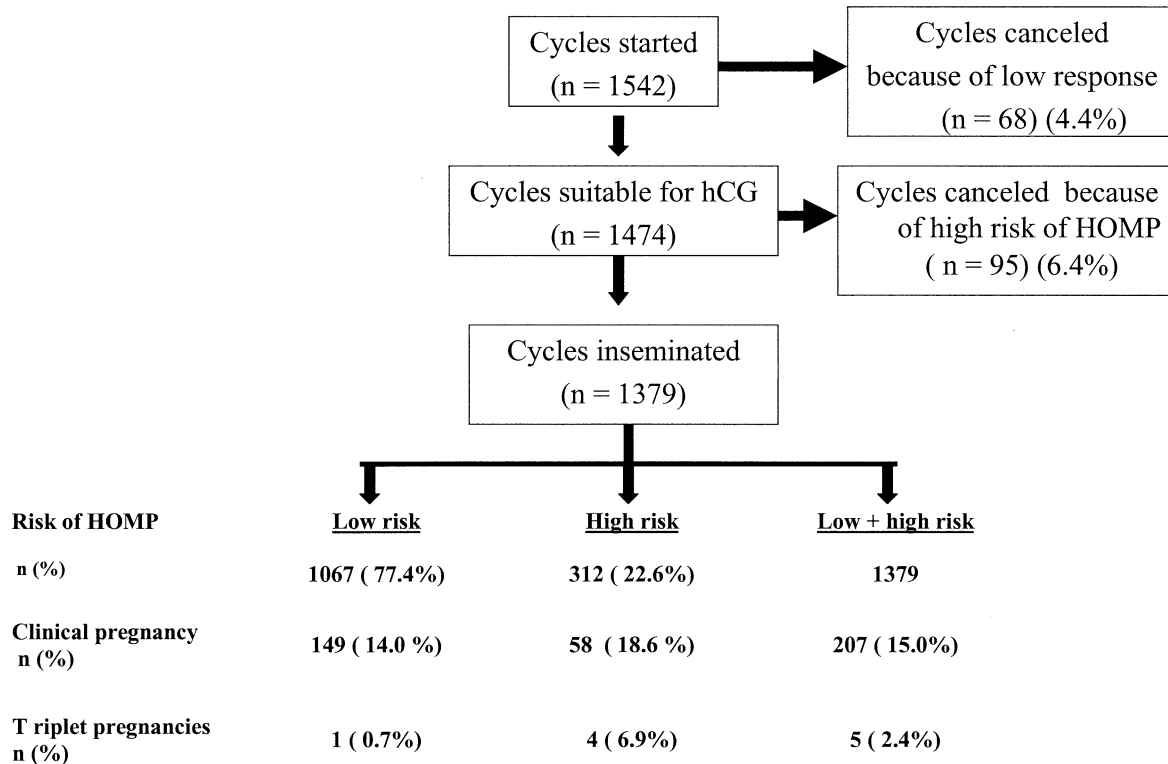 Cycles started
(n = 1542)
Cycles canceled
because of low response
(n = 68) (4.4%)
Cycles suitable for hCG
(n = 1474)
Cycles canceled because
of high risk of HOMP
( n = 95) (6.4%)
Cycles inseminated
(n = 1379)
Risk of HOMP Low risk High risk Low + high risk
n (%) 1067 ( 77.4%) 312 ( 22.6%) 1379
Clinical pregnancy
n (%) 149 ( 14.0 %) 58 ( 18.6 %) 207 ( 15.0%)
T riplet pregnancies
n (%) 1 ( 0.7%) 4 ( 6.9%) 5 ( 2.4%)